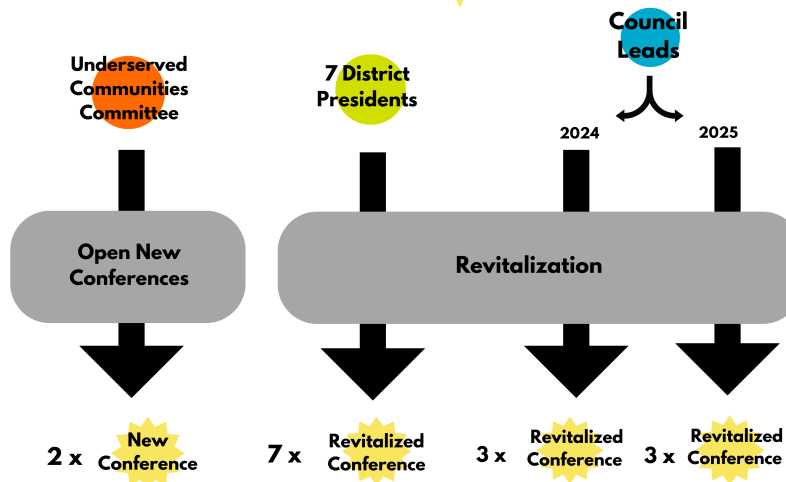 Underserved
Communities
Committee
7 District
Presidents
Council
Leads
2024
2025
Open New
Conferences
Revitalization
2 x
New
Conference
7 x
Revitalized
Conference
3 x
Revitalized
Conference
3 x
Revitalized
Conference